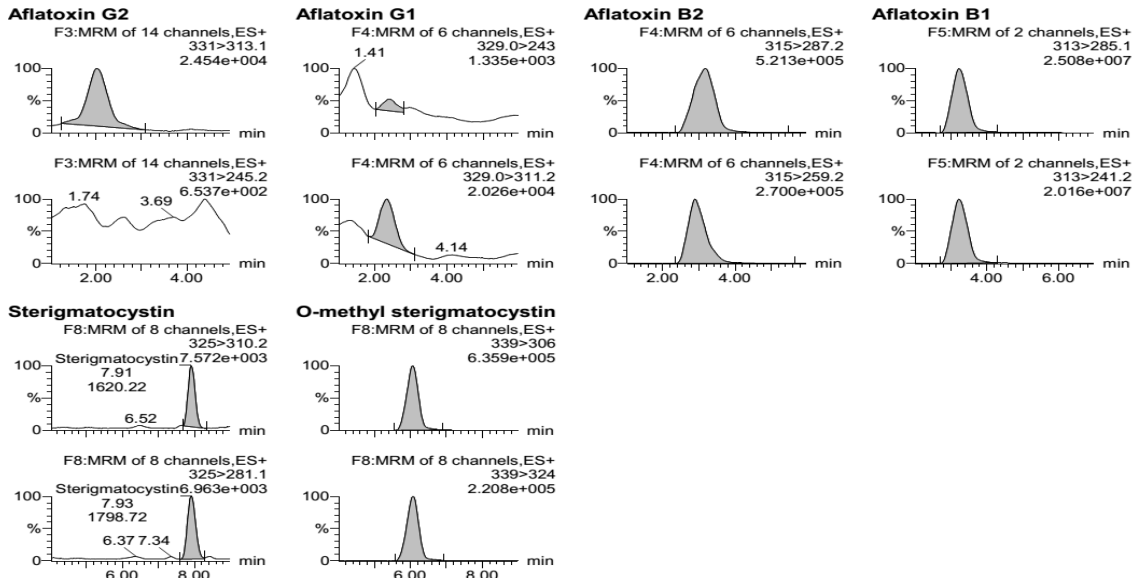 Aflatoxin G2
F3:MRM of 14 channels,ES+
331>313.1
2.454e+004
100
%
0
min
F3:MRM of 14 channels,ES+
331>245.2
6.537e+002
1.74
3.69
100
%
0
min
2.00 4.00
Aflatoxin G1
F4:MRM of 6 channels,ES+
329.0>243
1.335e+003
1.41
100
%
0
min
F4:MRM of 6 channels,ES+
329.0>311.2
2.026e+004
100
4.14
%
0
min
2.00 4.00
Aflatoxin B2
F4:MRM of 6 channels,ES+
315>287.2
5.213e+005
100
%
0
min
F4:MRM of 6 channels,ES+
315>259.2
2.700e+005
100
%
0
min
2.00 4.00
Aflatoxin B1
F5:MRM of 2 channels,ES+
313>285.1
2.508e+007
100
%
0
min
F5:MRM of 2 channels,ES+
313>241.2
2.016e+007
100
%
0
min
4.00 6.00
Sterigmatocystin
F8:MRM of 8 channels,ES+
325>310.2
Sterigmatocystin 7.572e+003
7.91
1620.22
100
%
6.52
0
min
F8:MRM of 8 channels,ES+
325>281.1
Sterigmatocystin 6.963e+003
7.93
1798.72
100
%
6.37 7.34
0
min
6.00 8.00
O-methyl sterigmatocystin
F8:MRM of 8 channels,ES+
339>306
6.359e+005
100
%
0
min
F8:MRM of 8 channels,ES+
339>324
2.208e+005
100
%
0
min
6.00 8.00